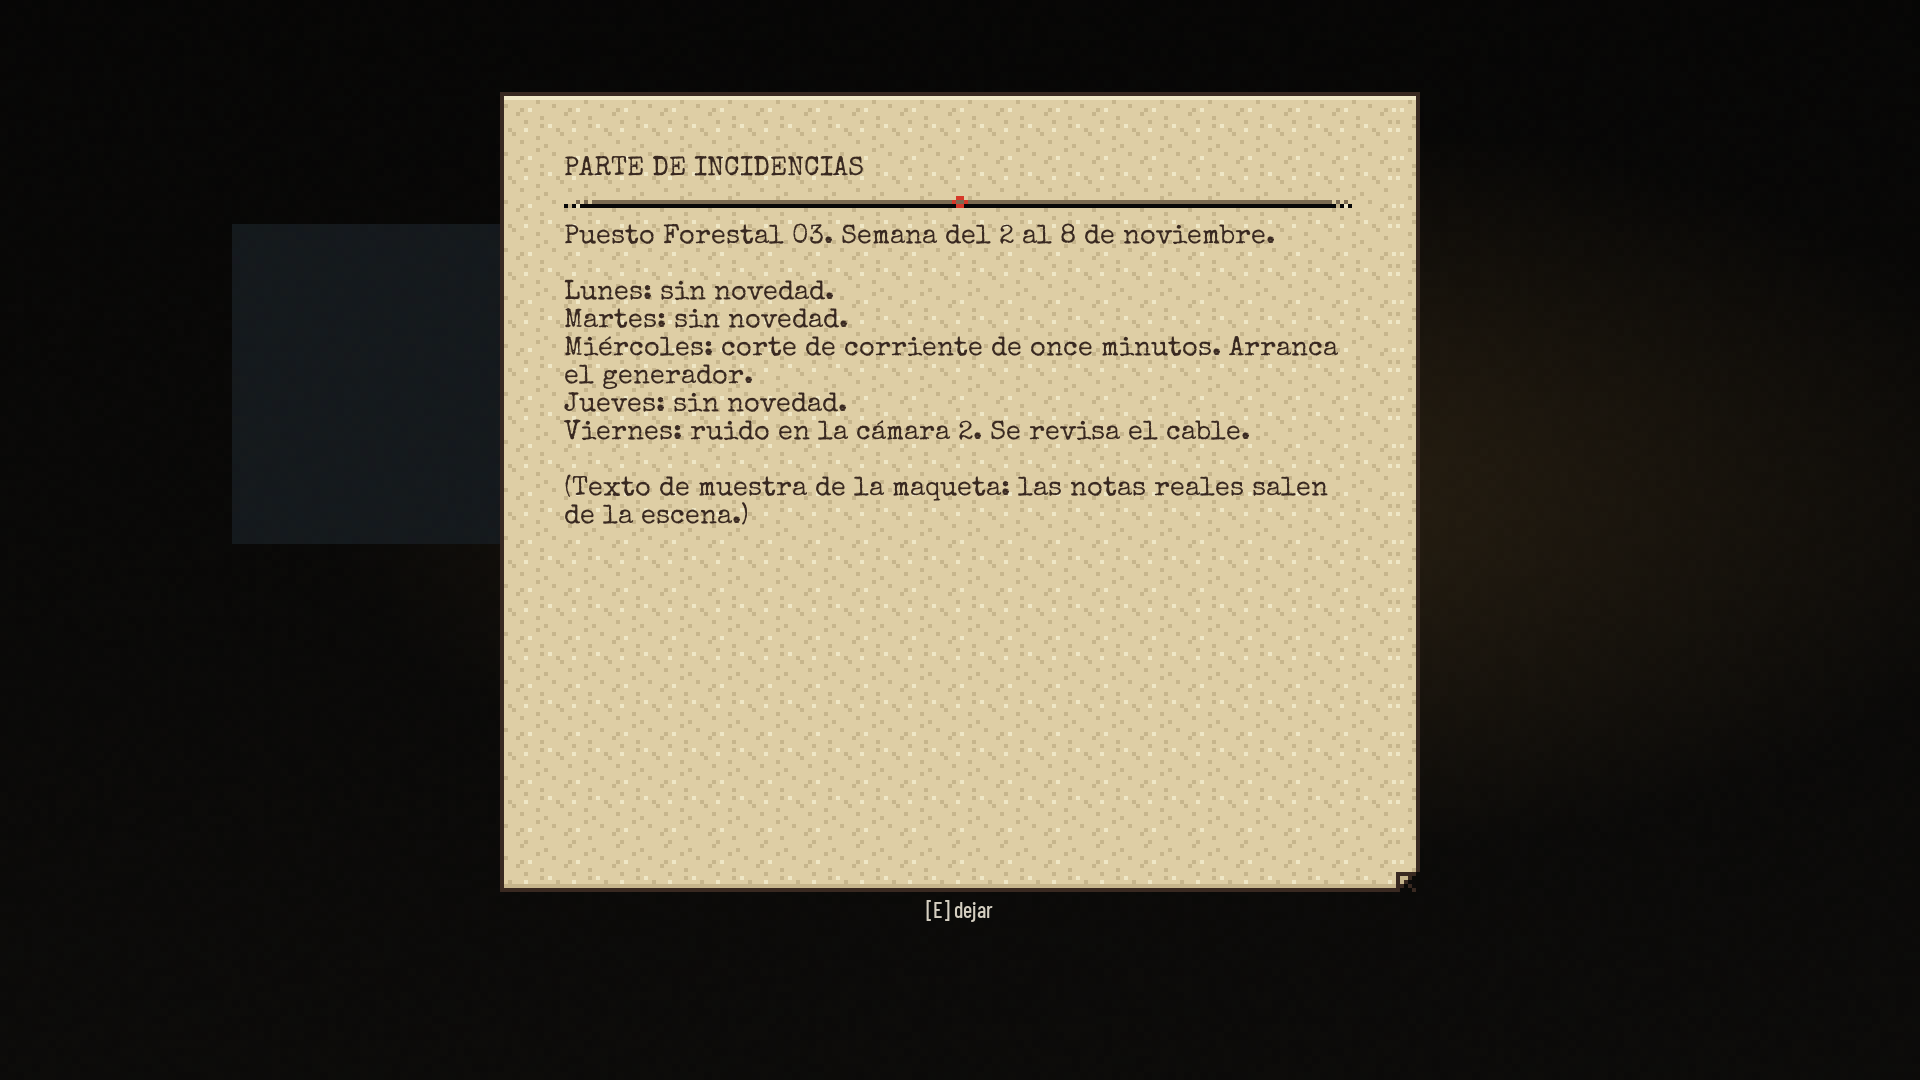 PARTE DE INCIDENCIAS
Puesto Forestal 03. Semana del 2 al 8 de noviembre.
Lunes: sin novedad.
Martes: sin novedad.
Miércoles: corte de corriente de once minutos. Arranca
el generador.
Jueves: sin novedad.
Viernes: ruido en la cámara 2. Se revisa el cable.
(Texto de muestra de la maqueta: las notas reales salen
de la escena.)
[E] dejar